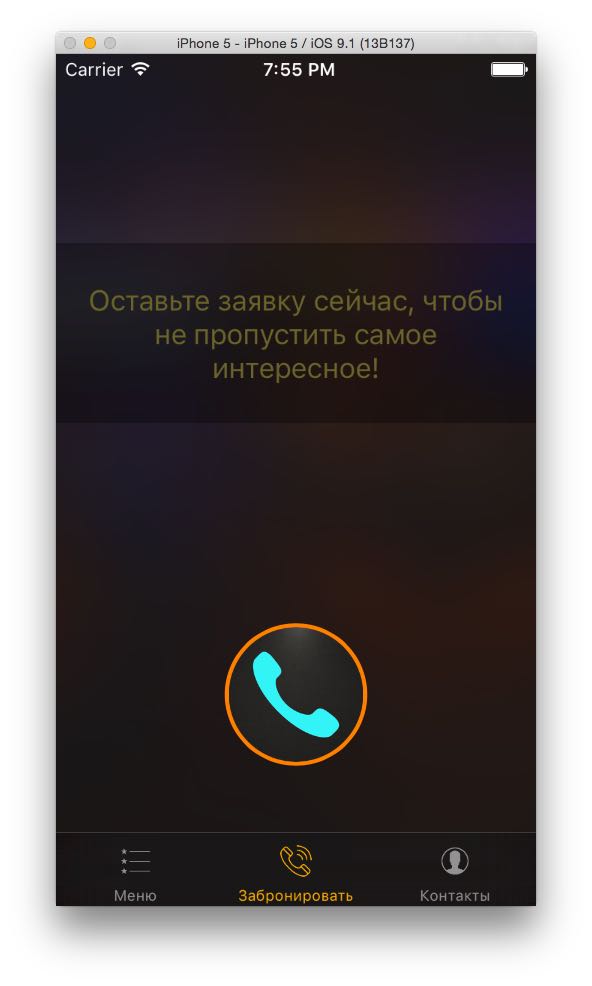 iPhone 5 - iPhone 5 / iOS 9.1 (13B137)
Carrier 7:55 PM
Оставьте заявку сейчас, чтобы
не пропустить самое
интересное!
Меню Забронировать Контакты